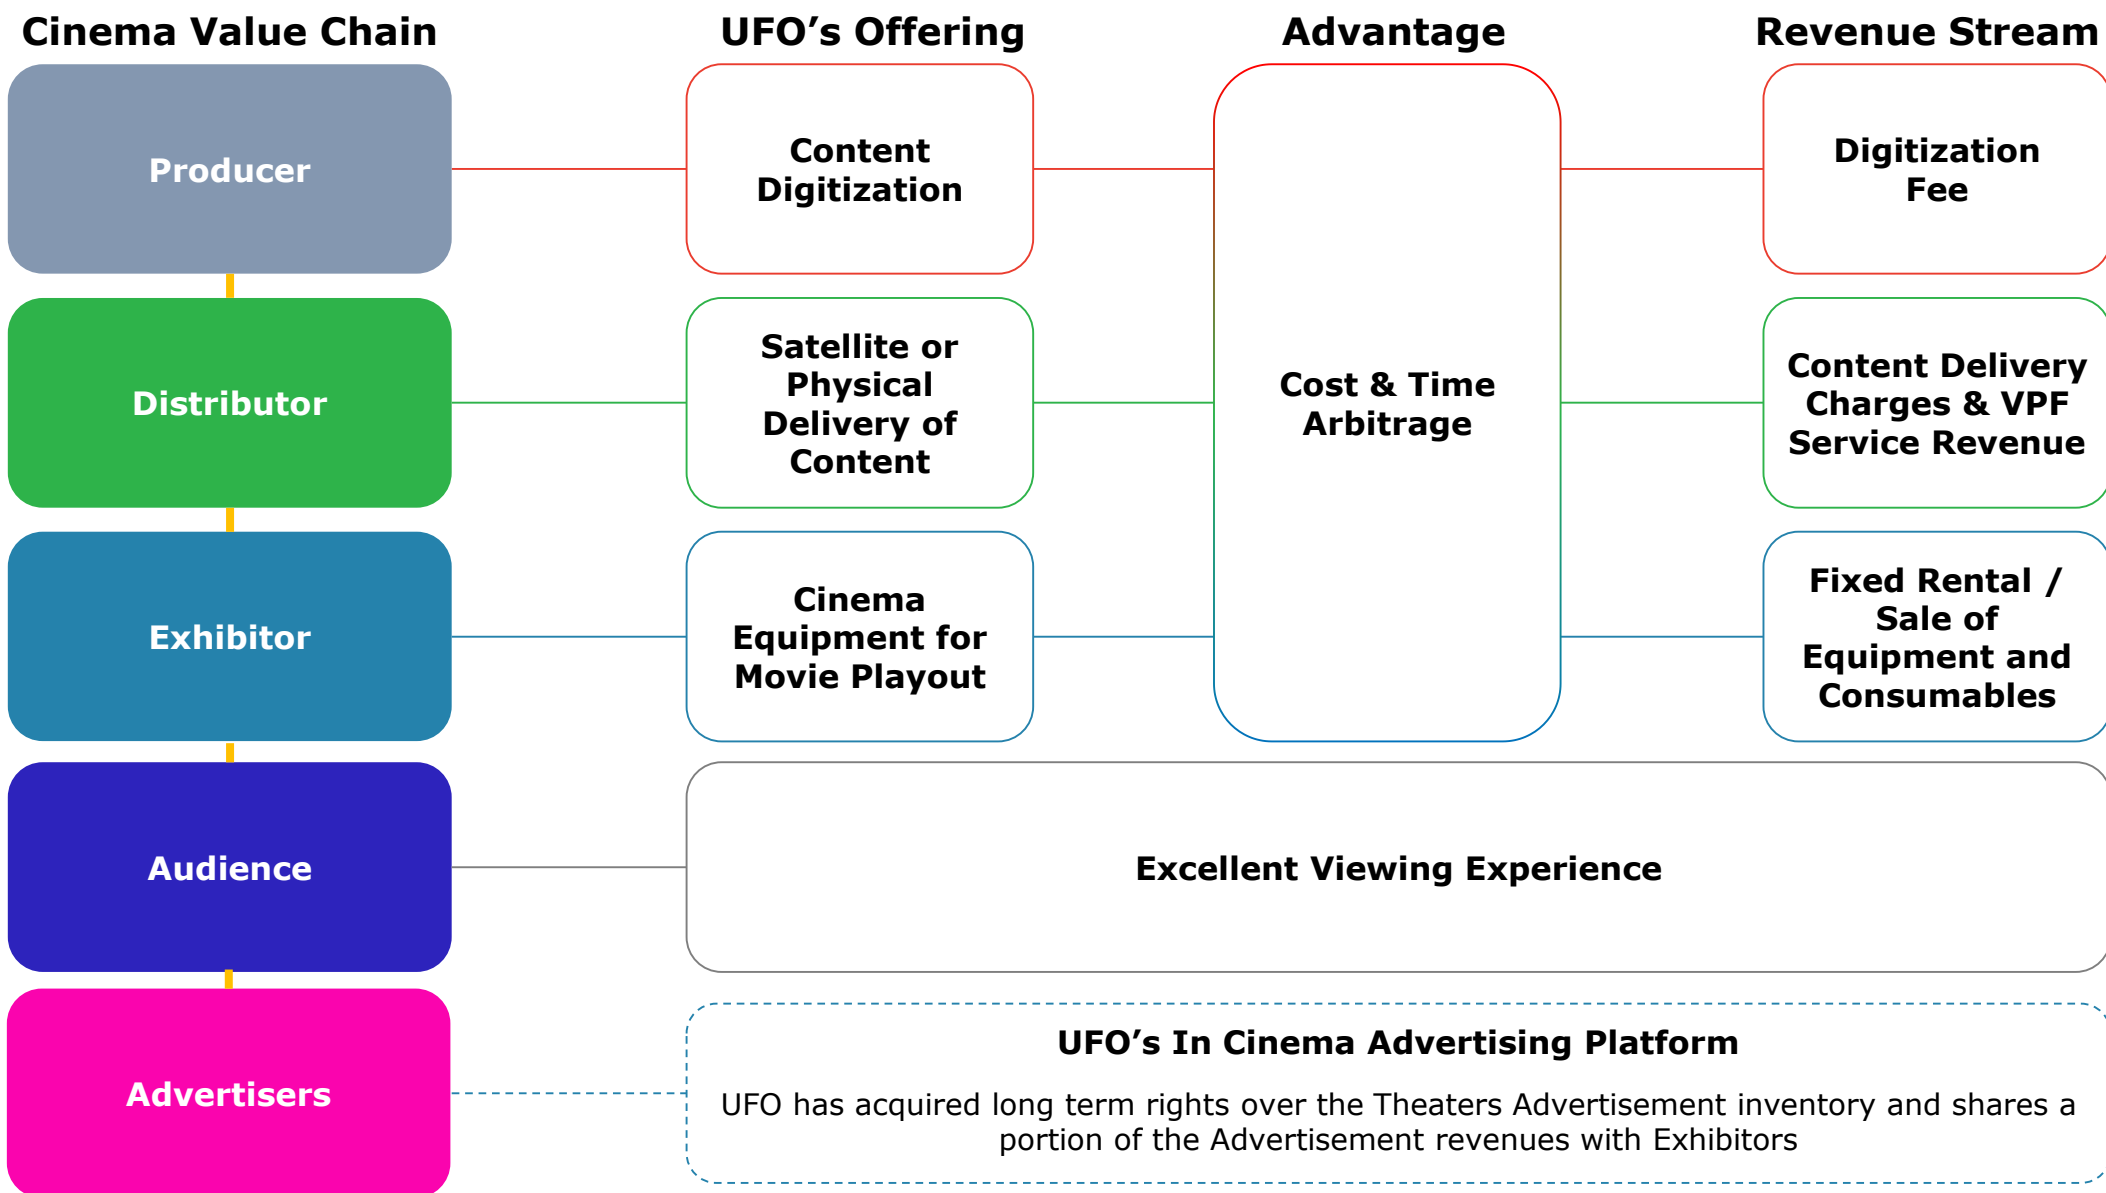 Cinema Value Chain
UFO’s Offering
Advantage
Revenue Stream
Producer
Content
Digitization
Cost & Time
Arbitrage
Digitization
Fee
Distributor
Satellite or
Physical
Delivery of
Content
Content Delivery
Charges & VPF
Service Revenue
Exhibitor
Cinema
Equipment for
Movie Playout
Fixed Rental /
Sale of
Equipment and
Consumables
Audience
Excellent Viewing Experience
Advertisers
UFO’s In Cinema Advertising Platform
UFO has acquired long term rights over the Theaters Advertisement inventory and shares a
portion of the Advertisement revenues with Exhibitors